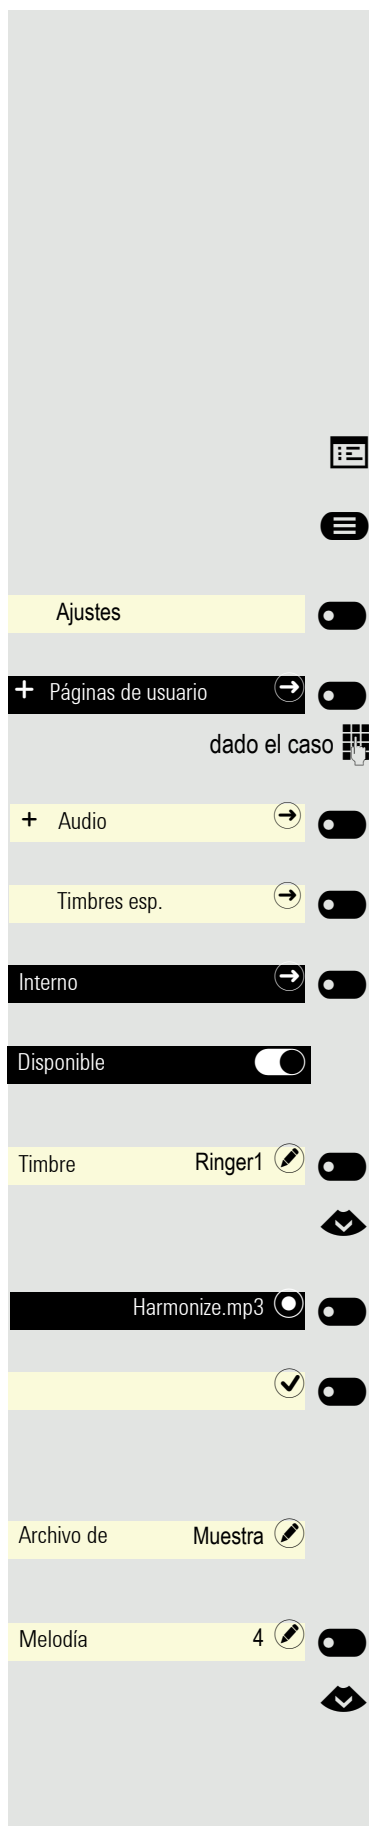 Ajustes
+ Páginas de usuario
dado el caso
+ Audio
Timbres esp.
Interno
Disponible
Timbre Ringer1
Harmonize.mp3
Archivo de Muestra
Melodía 4